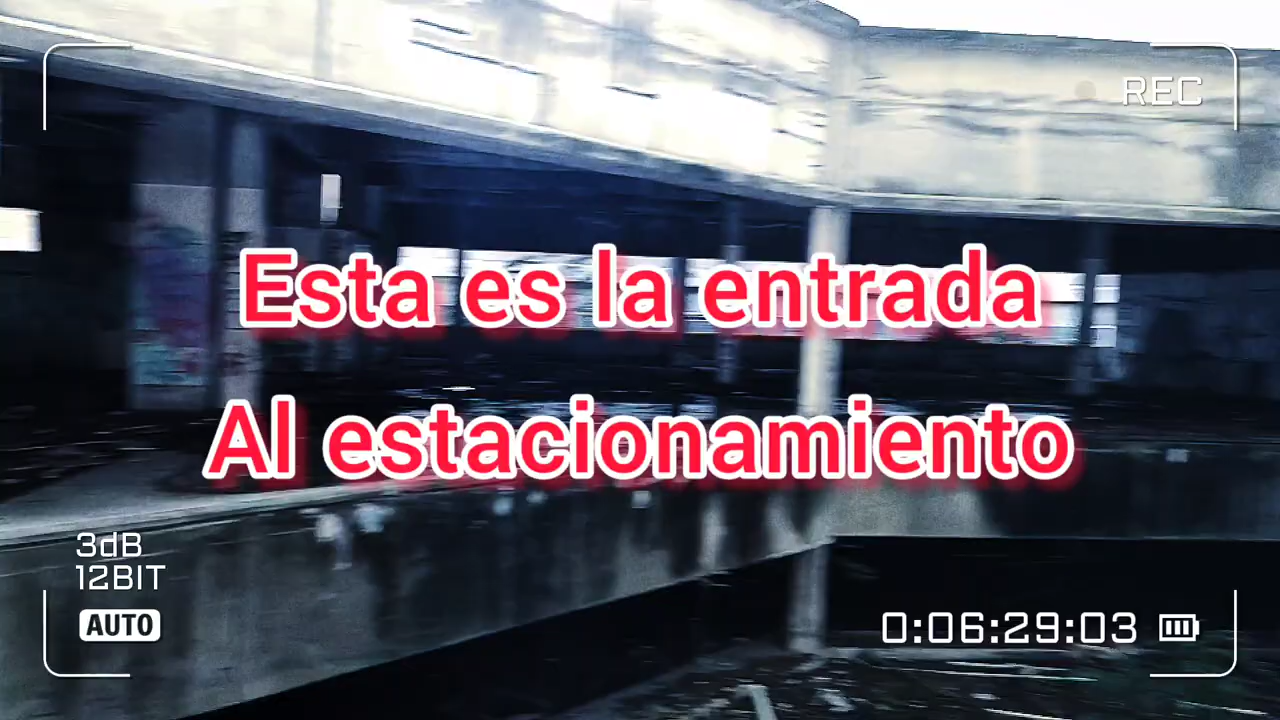 REC
Esta es la entrada
Al estacionamiento
3dB
12BIT
AUTO
0:06:29:03